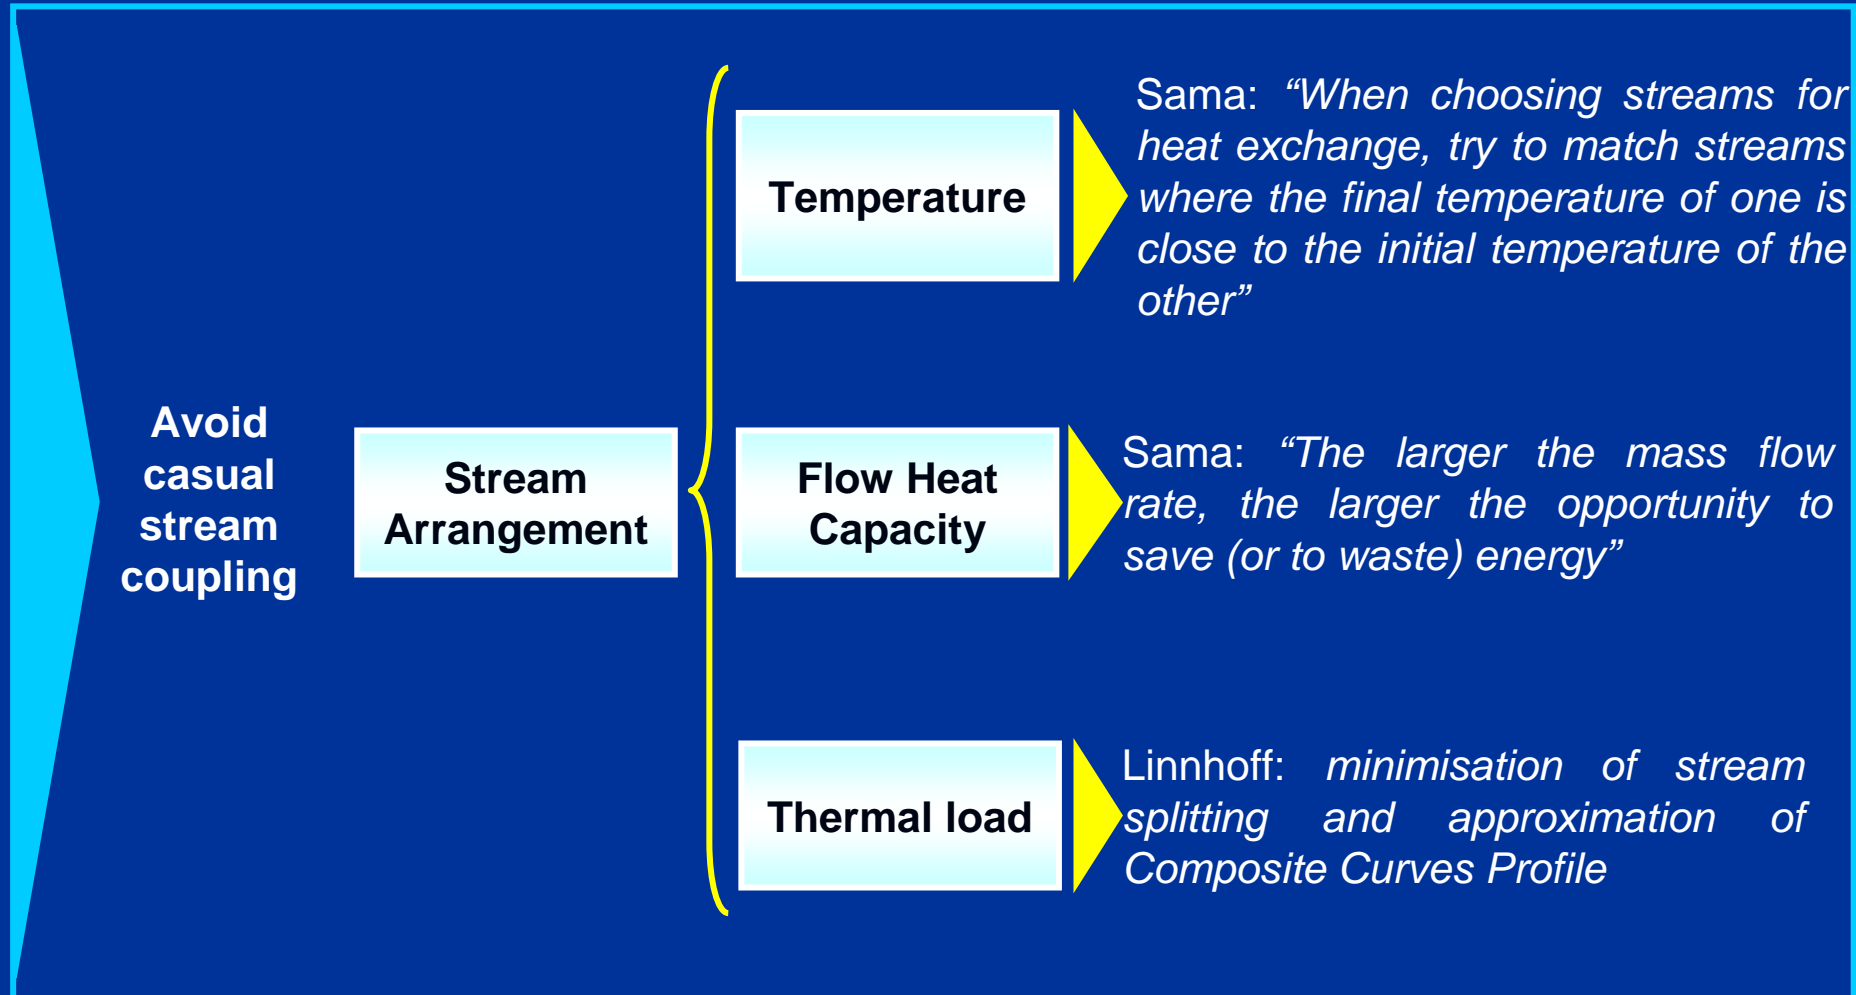 Avoid
casual
stream
coupling
Stream
Arrangement
Temperature
Sama: “When choosing streams for
heat exchange, try to match streams
where the final temperature of one is
close to the initial temperature of the
other”
Flow Heat
Capacity
Sama: “The larger the mass flow
rate, the larger the opportunity to
save (or to waste) energy”
Thermal load
Linnhoff: minimisation of stream
splitting and approximation of
Composite Curves Profile